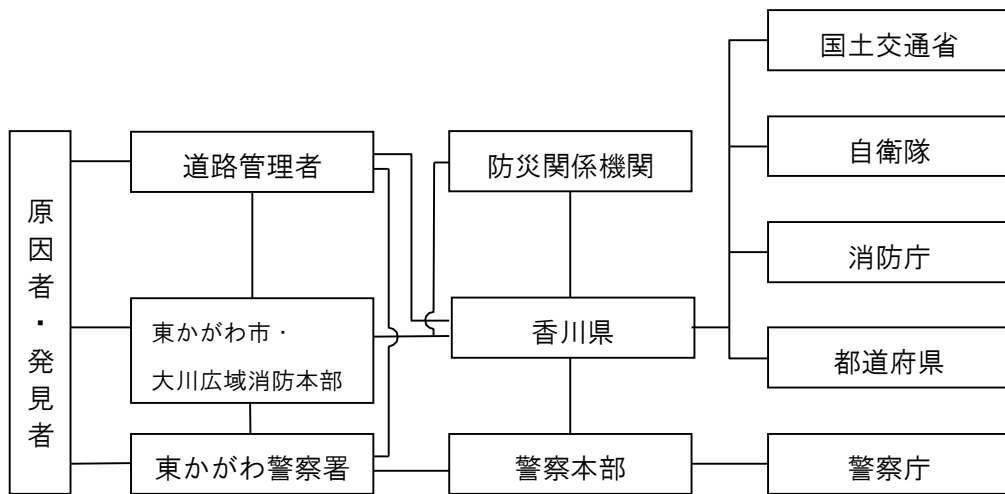 国土交通省
道路管理者
防災関係機関
自衛隊
原因者・発見者
東かがわ市・
大川広域消防本部
香川県
消防庁
都道府県
東かがわ警察署
警察本部
警察庁